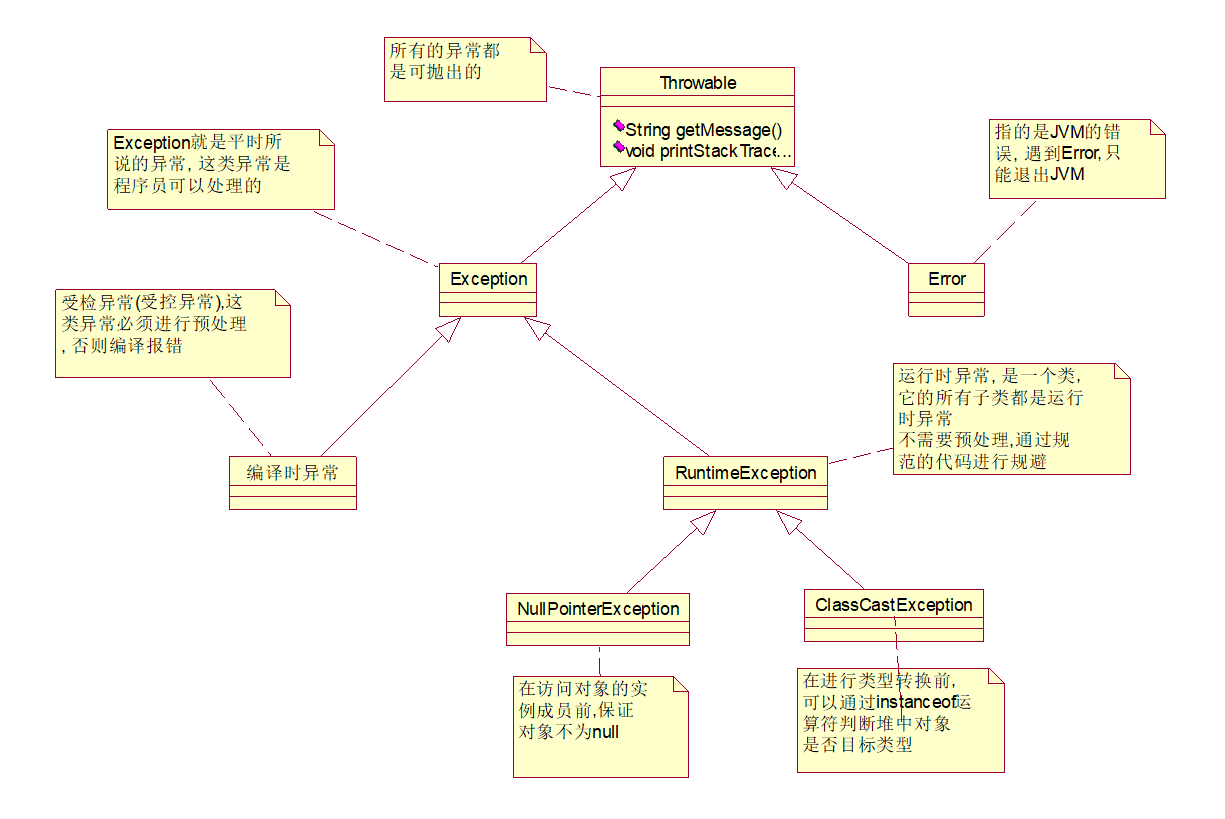 所有的异常都
是可抛出的
Throwable
String getMessage()
void printStackTrace...
Exception就是平时所
说的异常, 这类异常是
程序员可以处理的
指的是JVM的错
误, 遇到Error,只
能退出JVM
Exception
Error
受检异常(受控异常),这
类异常必须进行预处理
, 否则编译报错
运行时异常, 是一个类,
它的所有子类都是运行
时异常
不需要预处理,通过规
范的代码进行规避
编译时异常
RuntimeException
NullPointerException
ClassCastException
在访问对象的实
例成员前,保证
对象不为null
在进行类型转换前,
可以通过instanceof运
算符判断堆中对象
是否目标类型